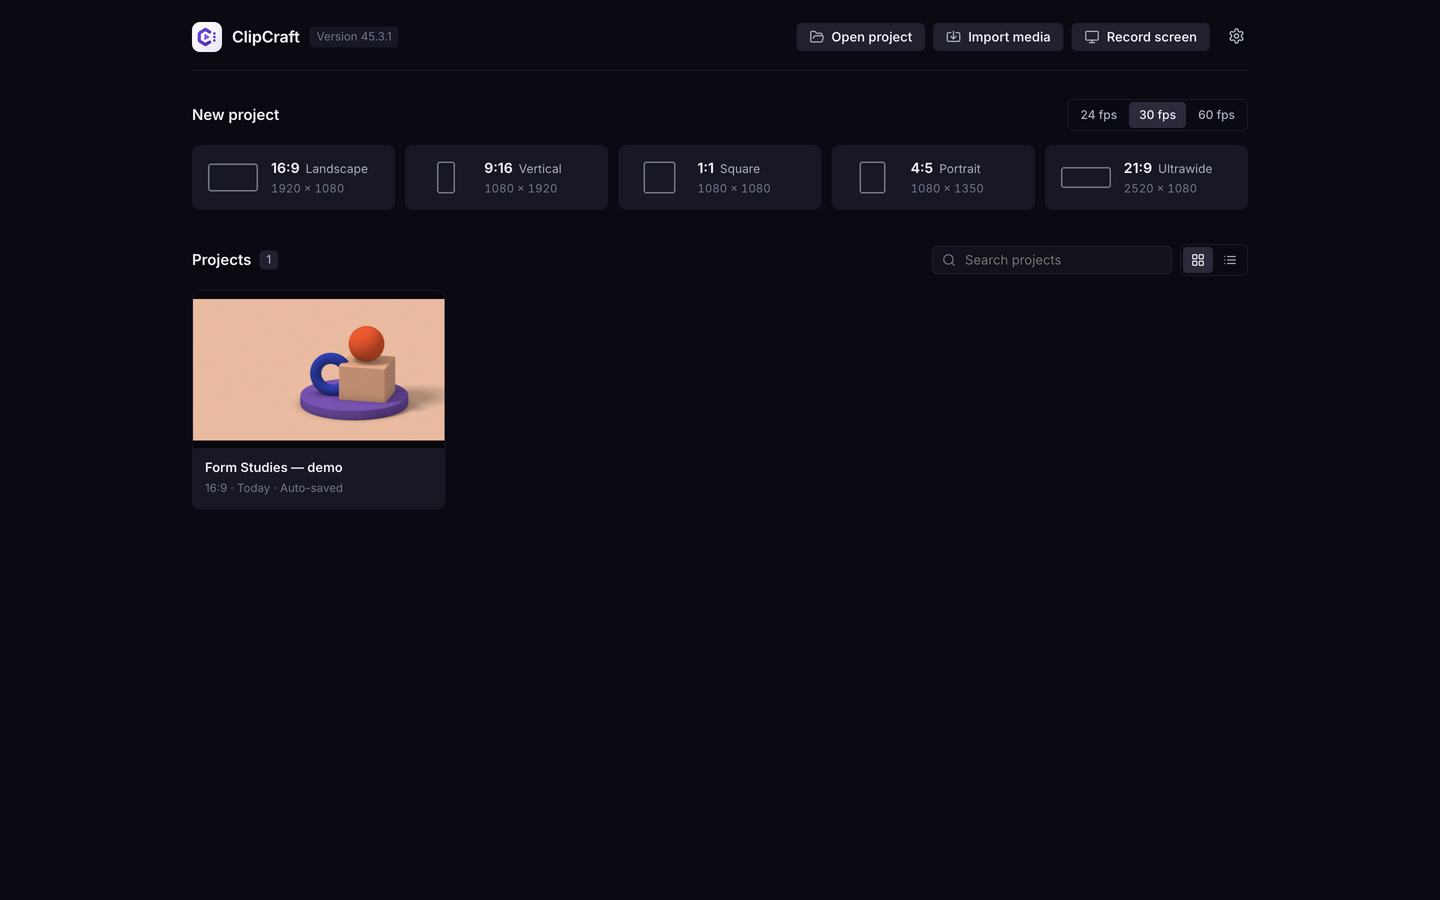 ClipCraft Version 45.3.1 Open project Import media Record screen
New project 24 fps 30 fps 60 fps
16:9 Landscape
1920 × 1080
9:16 Vertical
1080 × 1920
1:1 Square
1080 × 1080
4:5 Portrait
1080 × 1350
21:9 Ultrawide
2520 × 1080
Projects 1 Search projects
Form Studies — demo
16:9 · Today · Auto-saved